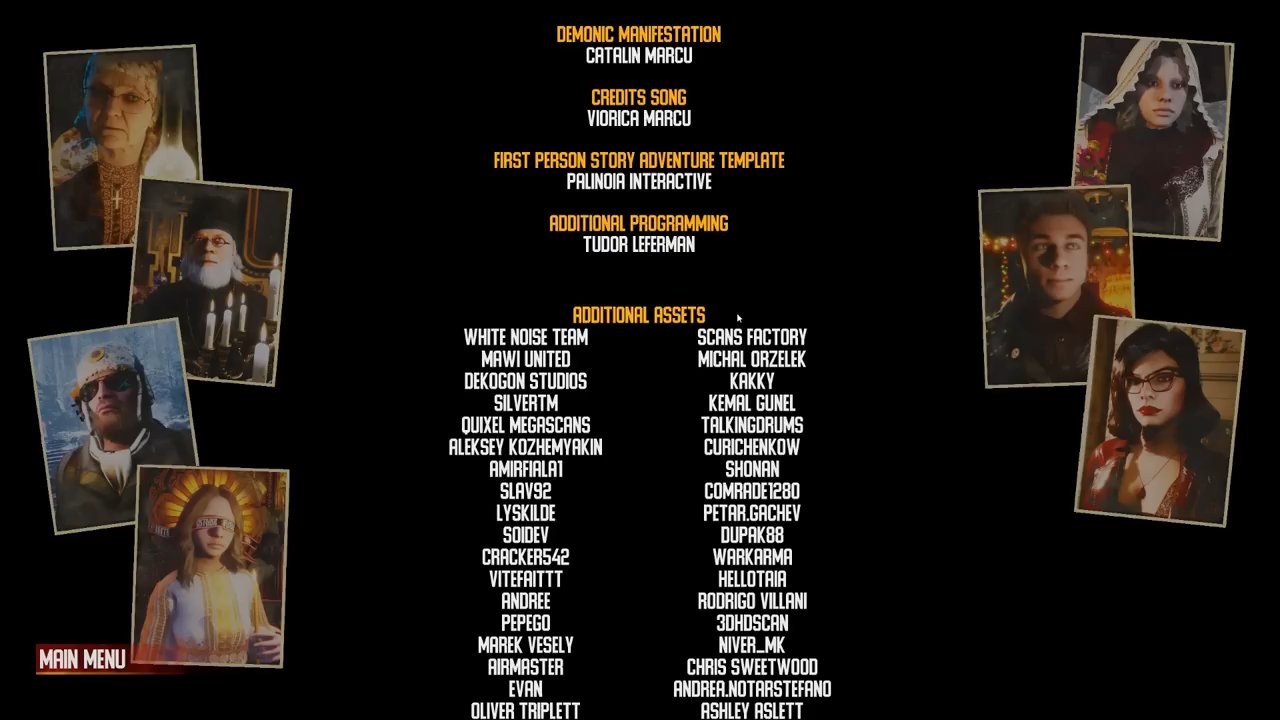 DEMONIC MANIFESTATION
CATALIN MARCU
CREDITS SONG
VIORICA MARCU
FIRST PERSON STORY ADVENTURE TEMPLATE
PALINOIA INTERACTIVE
ADDITIONAL PROGRAMMING
TUDOR LEFERMAN
ADDITIONAL ASSETS
WHITE NOISE TEAM
MAWI UNITED
DEKOGON STUDIOS
SILVERTM
QUIXEL MEGASCANS
ALEKSEY KOZHEMYAKIN
AMIRFIALA1
SLAV92
LYSKILDE
SOIDEV
CRACKER542
VITEFAITTT
ANDREE
PEPEGO
MAREK VESELY
AIRMASTER
EVAN
OLIVER TRIPLETT
SCANS FACTORY
MICHAL ORZELEK
KAKKY
KEMAL GUNEL
TALKINGDRUMS
CURICHENKOW
SHONAN
COMRADE1280
PETAR.GACHEV
DUPAK88
WARKARMA
HELLOTAIA
RODRIGO VILLANI
3DHDSCAN
NIVER_MK
CHRIS SWEETWOOD
ANDREA.NOTARSTEFANO
ASHLEY ASLETT
MAIN MENU